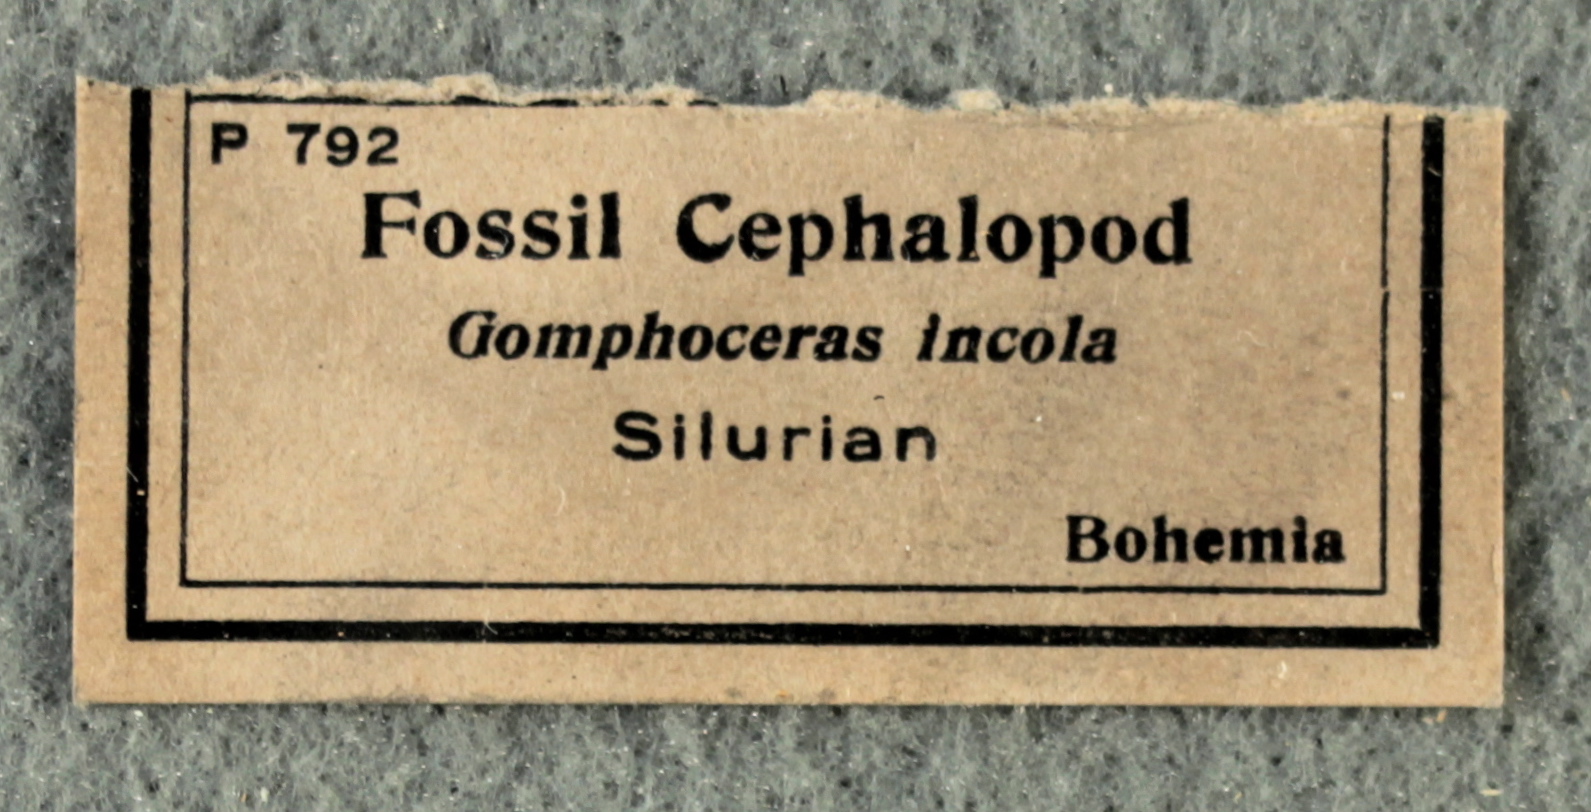 P 792
Fossil Cephalopod
Gomphoceras incola
Silurian
Bohemia